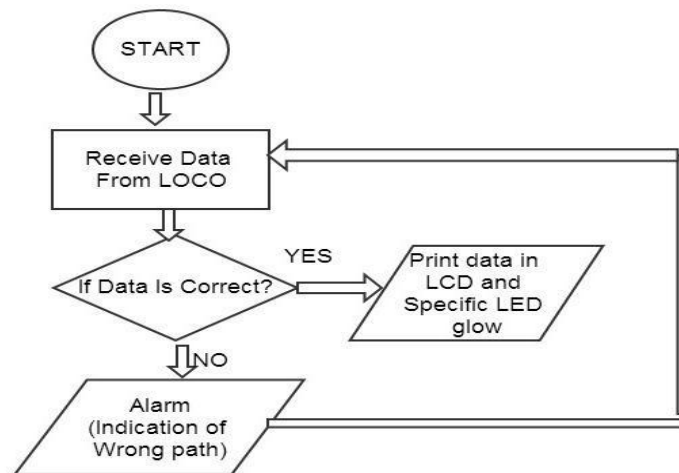 START
Receive Data
From LOCO
If Data Is Correct?
YES
Print data in
LCD and
Specific LED
glow
NO
Alarm
(Indication of
Wrong path)